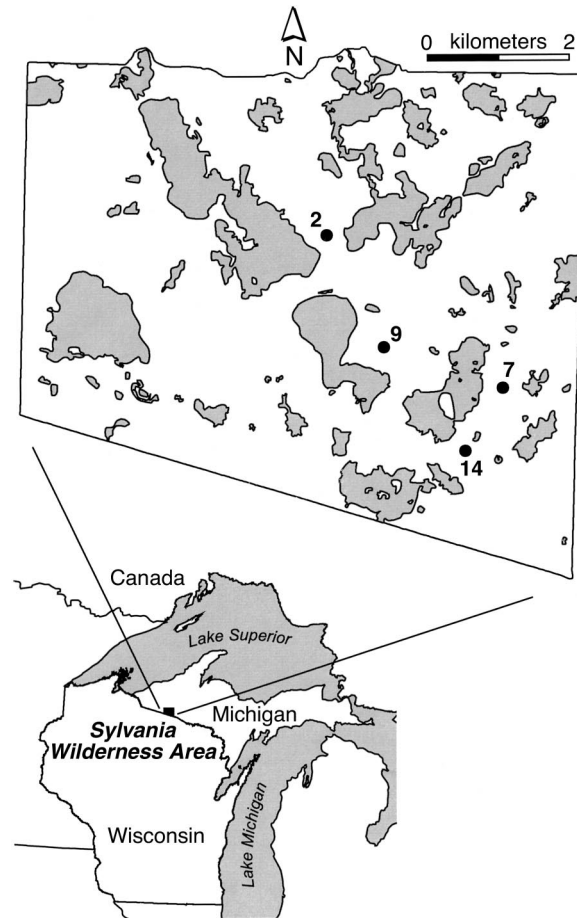 N
0 kilometers 2
2
9
7
14
Canada
Lake Superior
Michigan
Sylvania
Wilderness Area
Wisconsin
Lake Michigan